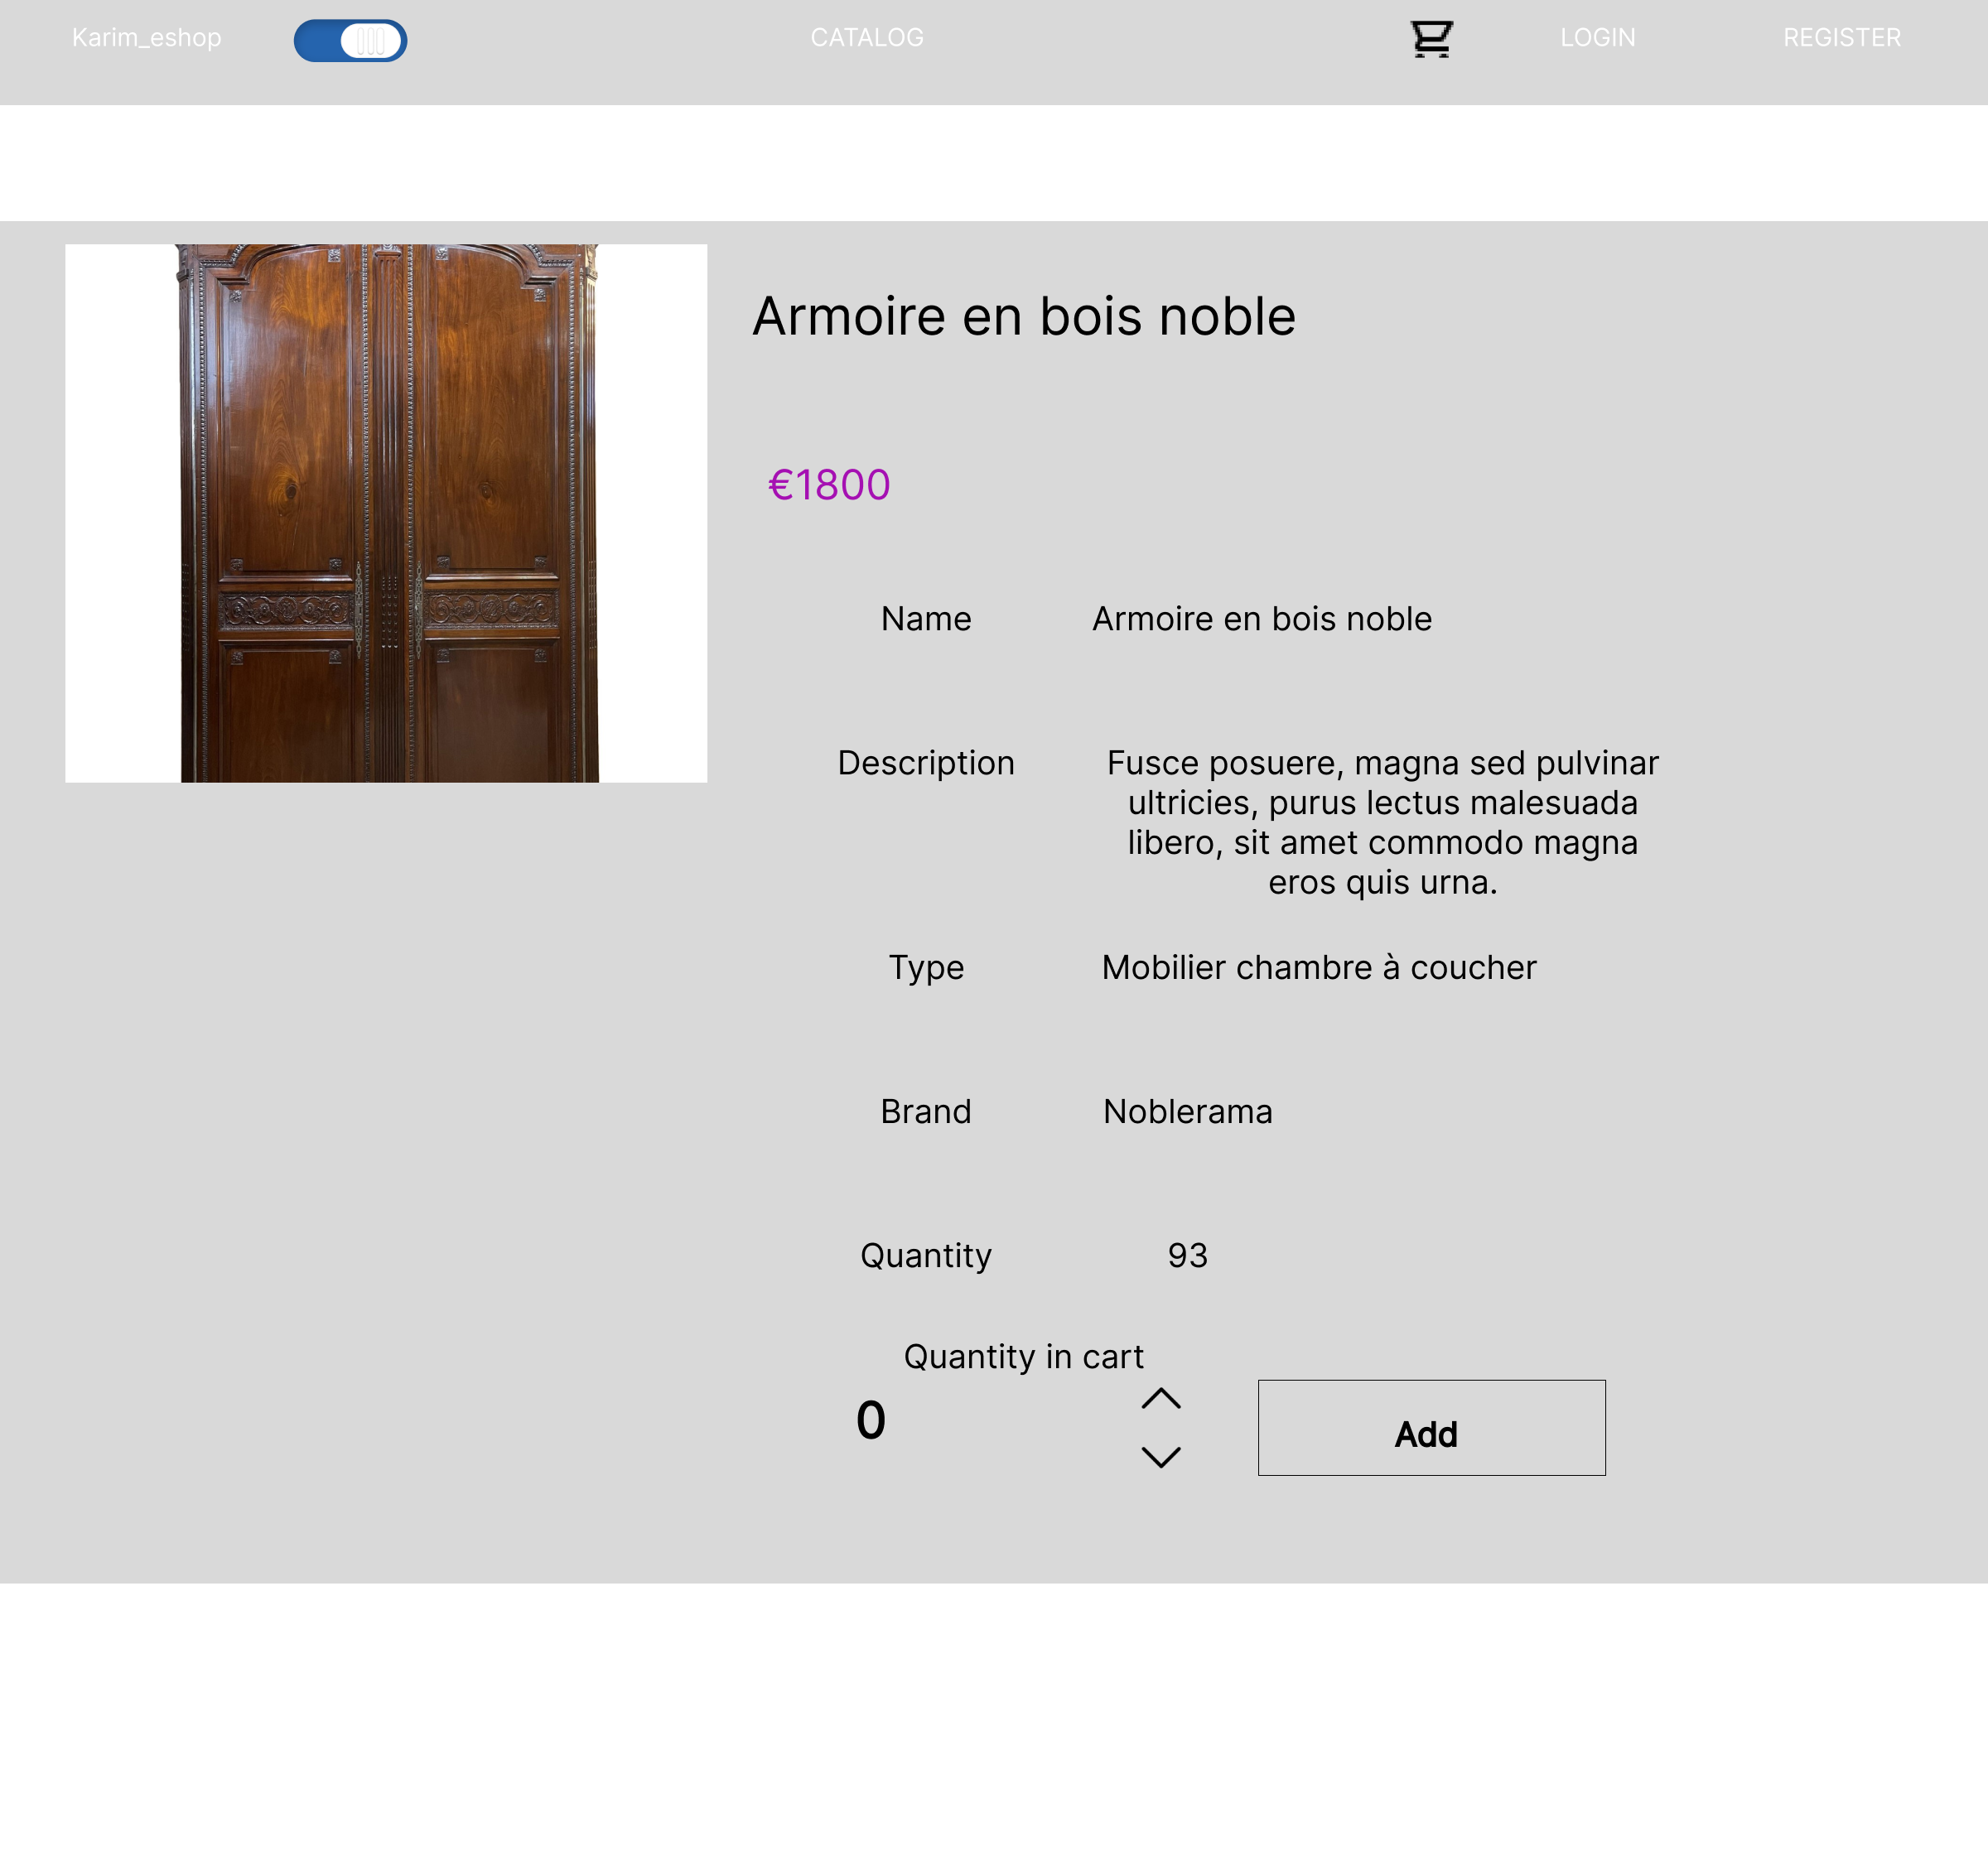 Karim_eshop CATALOG LOGIN REGISTER
Armoire en bois noble
€1800
Name Armoire en bois noble
Description Fusce posuere, magna sed pulvinar
ultricies, purus lectus malesuada
libero, sit amet commodo magna
eros quis urna.
Type Mobilier chambre à coucher
Brand Noblerama
Quantity 93
Quantity in cart
0 Add